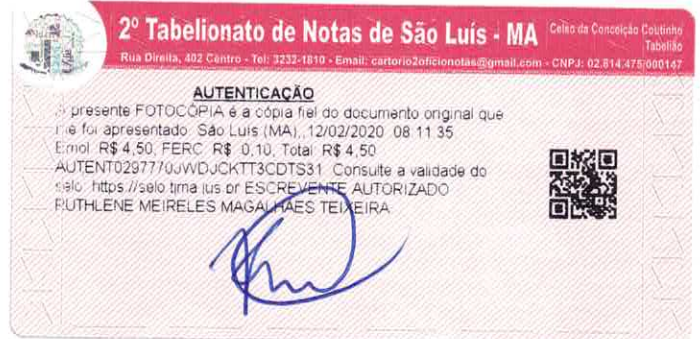 2º Tabelionato de Notas de São Luís - MA
Celso da Conceição Coutinho
Tabelião
Rua Direita, 402 Centro - Tel: 3232-1810 - Email: cartorio2oficionotas@gmail.com - CNPJ: 02.814.475/000147
AUTENTICAÇÃO
A presente FOTOCÓPIA é a cópia fiel do documento original que
me foi apresentado. São Luís (MA), 12/02/2020 08:11:35
Emol. R$ 4,50, FERC. R$ 0,10, Total: R$ 4,50
Consulte a validade do
selo: https://selo.tjma.jus.br ESCREVENTE AUTORIZADO
RUTHLENE MEIRELES MAGALHÃES TEIXEIRA